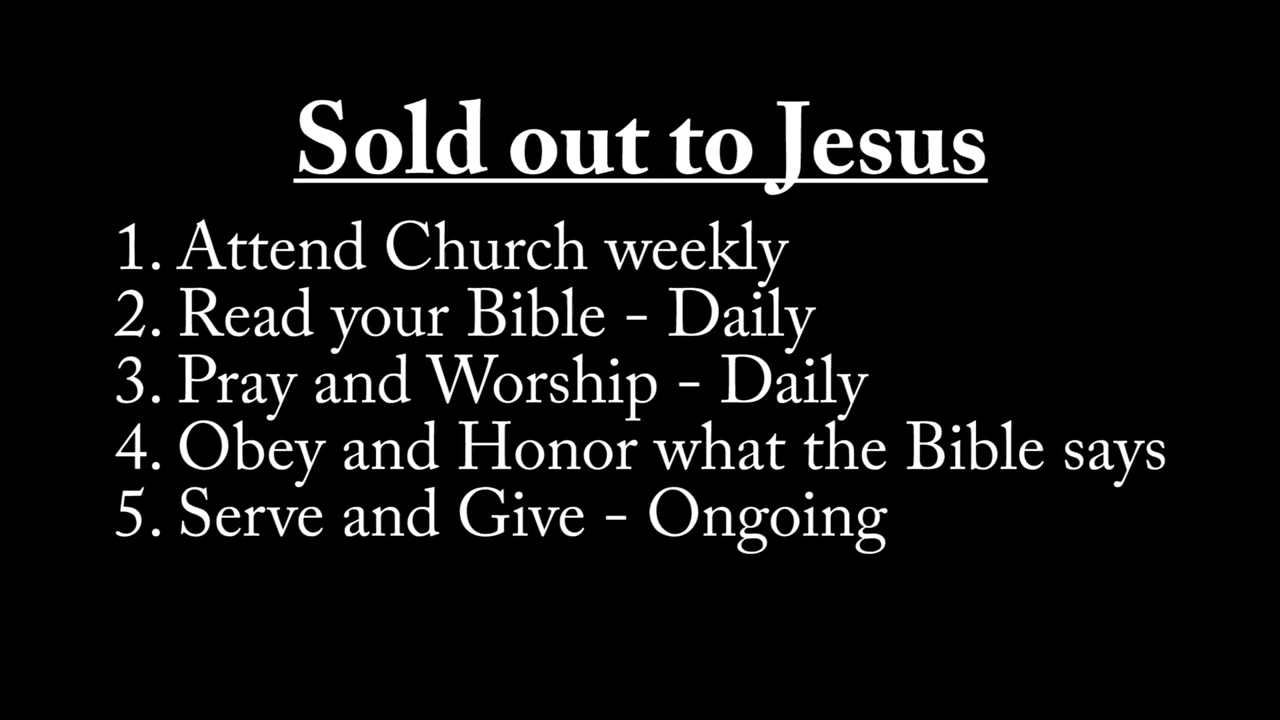 Sold out to Jesus
1. Attend Church weekly
2. Read your Bible - Daily
3. Pray and Worship - Daily
4. Obey and Honor what the Bible says
5. Serve and Give - Ongoing